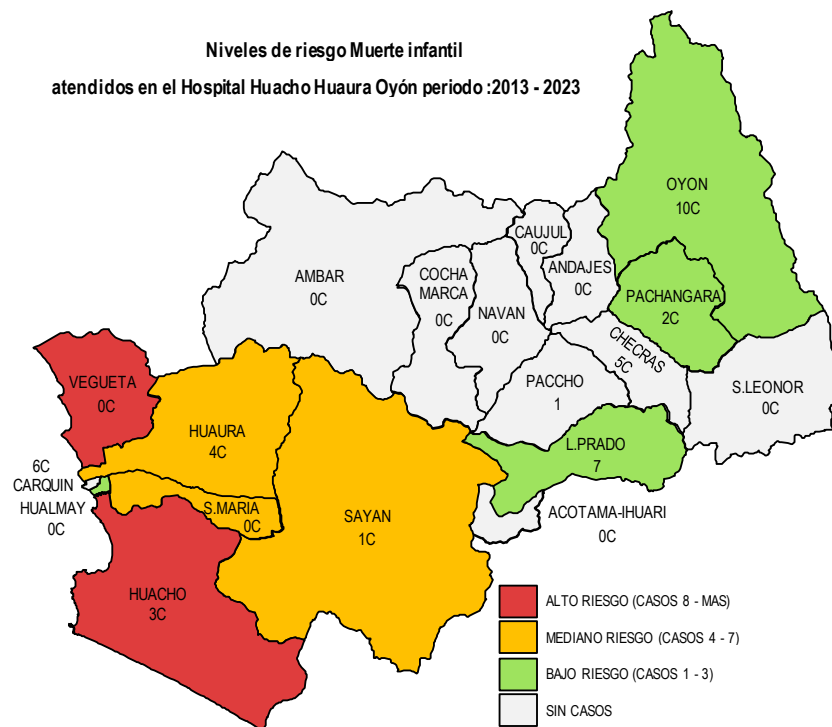 Niveles de riesgo Muerte infantil
atendidos en el Hospital Huacho Huaura Oyón periodo :2013 - 2023
OYON
10C
CAUJUL
0C
ANDAJES
0C
AMBAR
0C
COCHA
MARCA
0C
NAVAN
0C
PACHANGARA
2C
CHECRAS
5C
VEGUETA
0C
PACCHO
1
S.LEONOR
0C
HUAURA
4C
L.PRADO
7
6C
CARQUIN
HUALMAY
0C
S.MARIA
0C
SAYAN
1C
ACOTAMA-IHUARI
0C
HUACHO
3C
ALTO RIESGO (CASOS 8 - MAS)
MEDIANO RIESGO (CASOS 4 - 7)
BAJO RIESGO (CASOS 1 - 3)
SIN CASOS